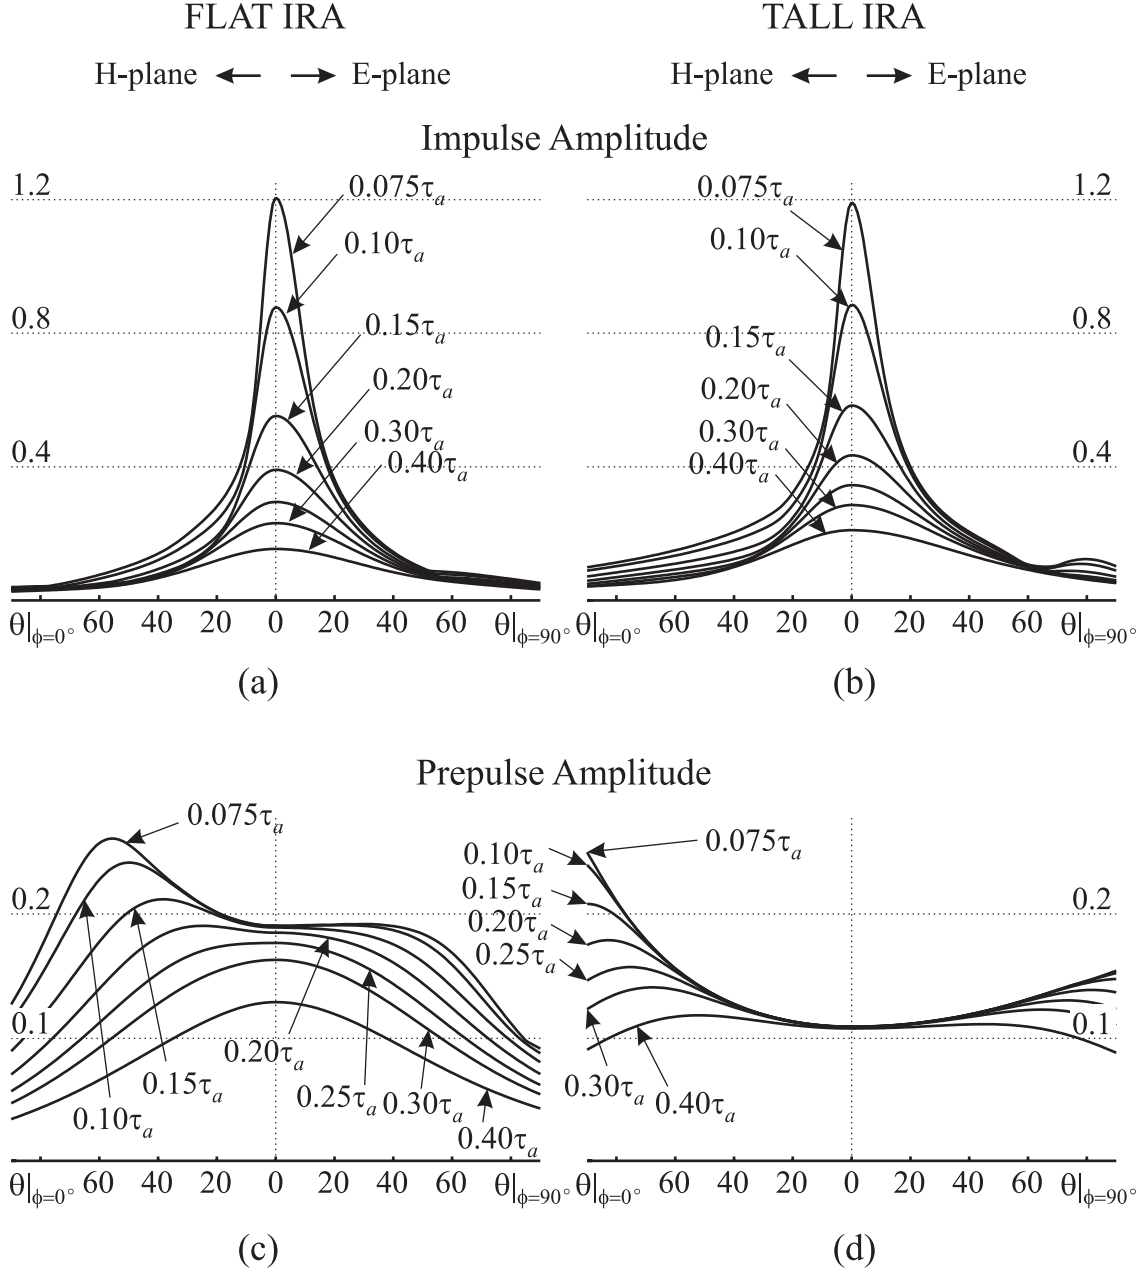 FLAT IRA TALL IRA
H-plane E-plane H-plane E-plane
Impulse Amplitude
1.2 0.075τa 0.075τa 1.2
0.10τa 0.10τa
0.8 0.15τa 0.15τa 0.8
0.20τa 0.20τa
0.30τa 0.30τa
0.4 0.40τa 0.40τa 0.4
θ|ϕ=0° 60 40 20 0 20 40 60 θ|ϕ=90° θ|ϕ=0° 60 40 20 0 20 40 60 θ|ϕ=90°
(a) (b)
Prepulse Amplitude
0.075τa 0.075τa
0.10τa
0.2 0.15τa 0.2
0.20τa
0.25τa
0.1 0.1
0.20τa
0.15τa 0.25τa 0.30τa 0.30τa
0.10τa 0.40τa 0.40τa
θ|ϕ=0° 60 40 20 0 20 40 60 θ|ϕ=90° θ|ϕ=0° 60 40 20 0 20 40 60 θ|ϕ=90°
(c) (d)